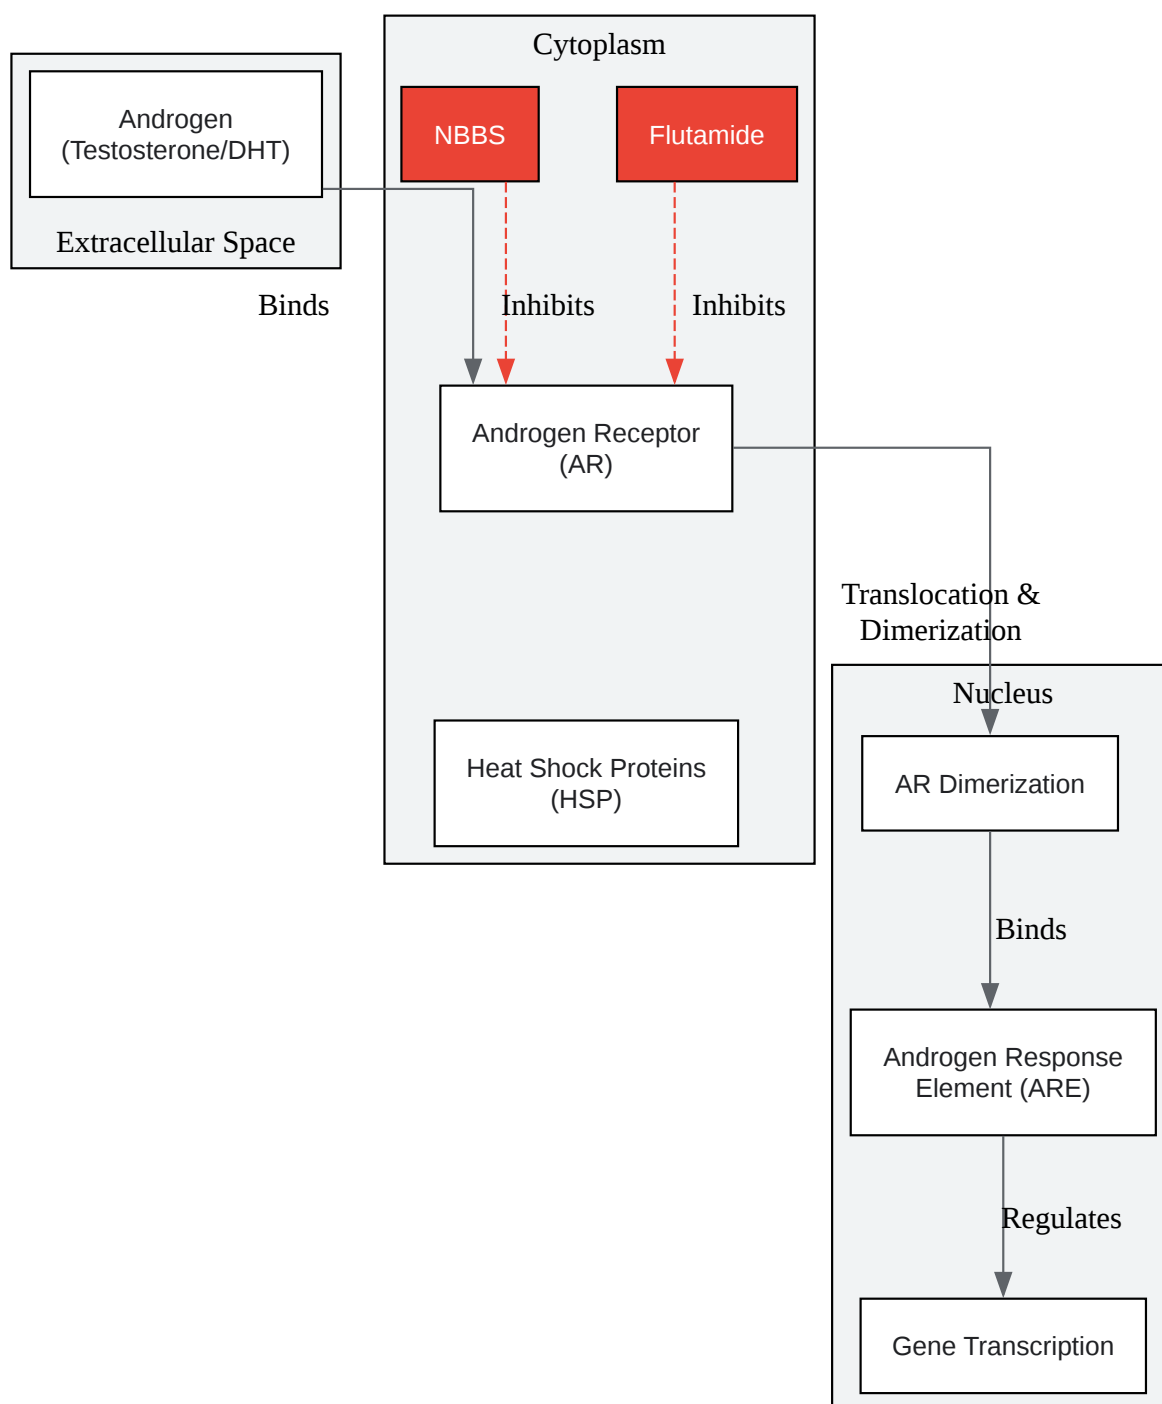 Cytoplasm
Androgen
(Testosterone/DHT)
Extracellular Space
NBBS
Flutamide
Binds
Inhibits
Inhibits
Androgen Receptor
(AR)
Translocation &
Dimerization
Heat Shock Proteins
(HSP)
Nucleus
AR Dimerization
Binds
Androgen Response
Element (ARE)
Regulates
Gene Transcription